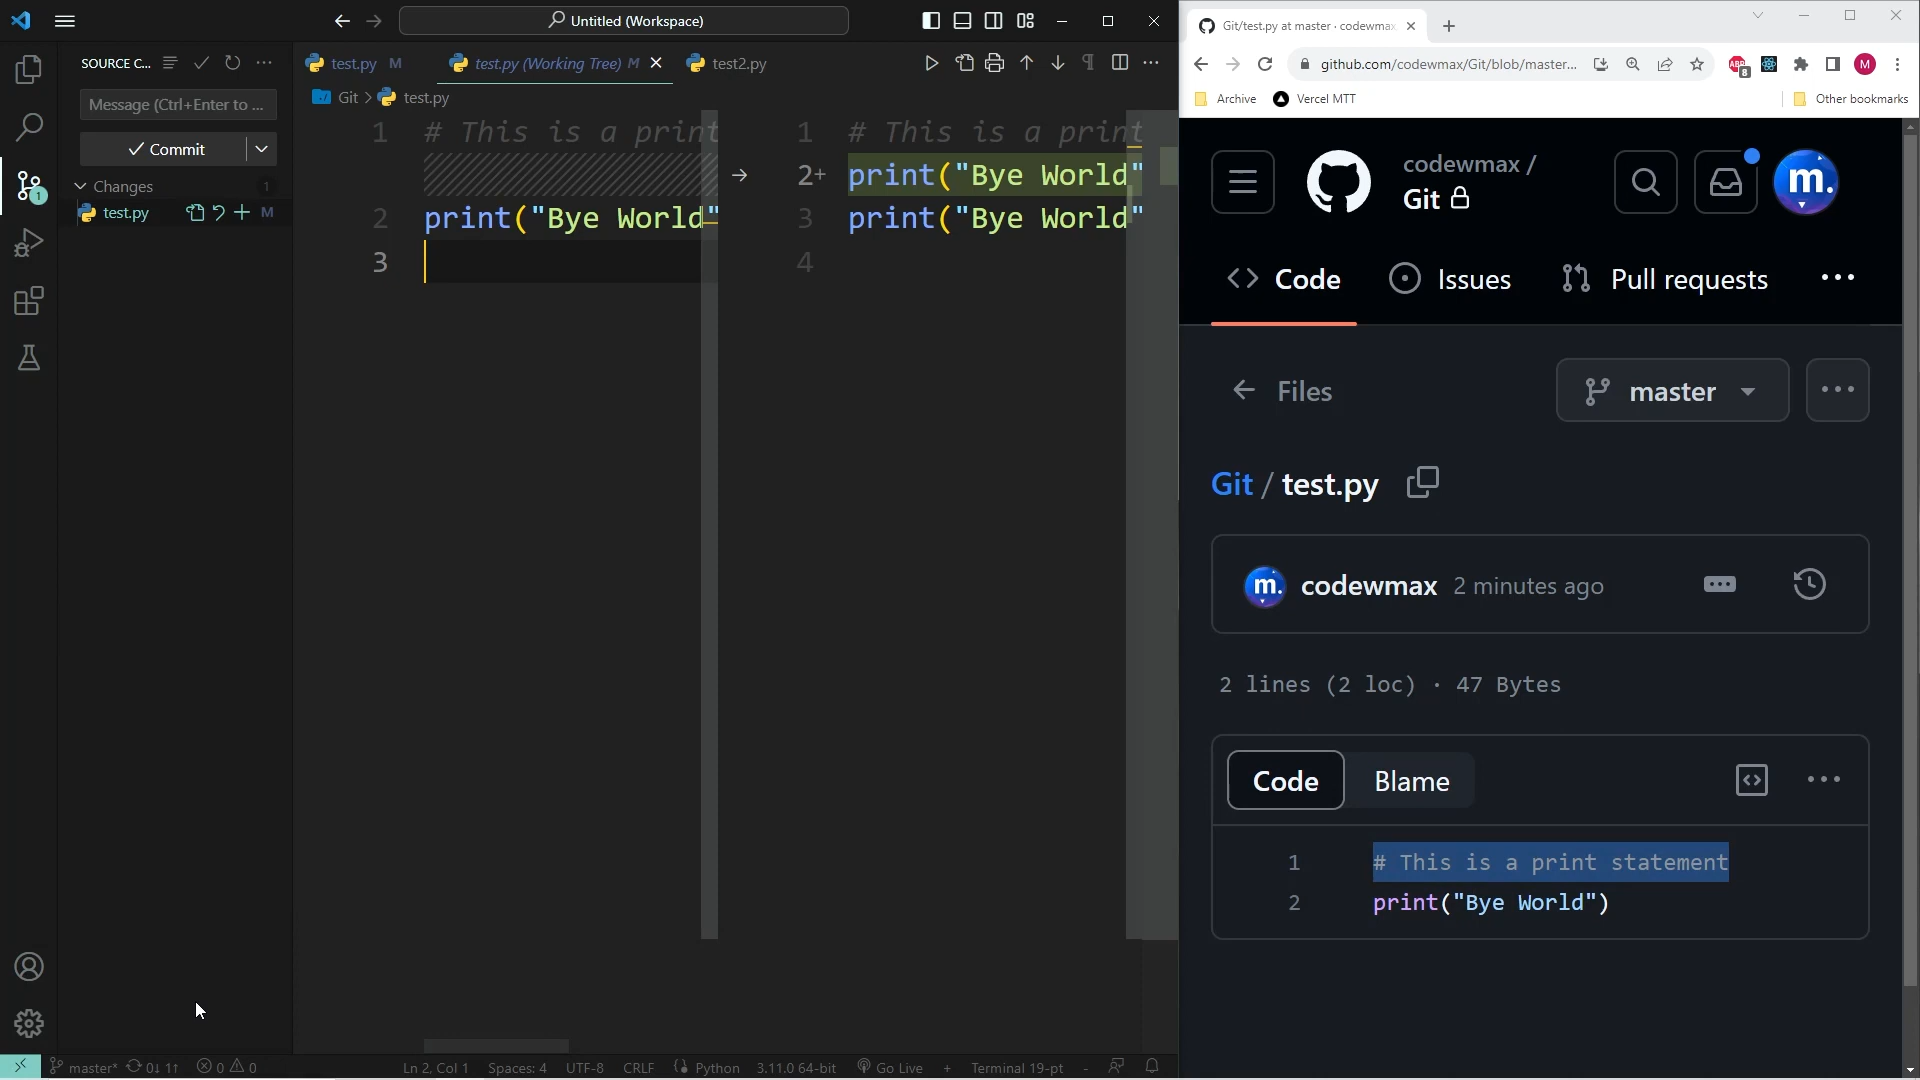 Untitled (Workspace)
SOURCE C...
Message (Ctrl+Enter to ...
Commit
Changes 1
test.py M
1
test.py M
test.py (Working Tree) M
test2.py
Git > test.py
1 # This is a print
2 print("Bye World"
3
1 # This is a print
2+ print("Bye World"
3 print("Bye World"
4
master* 0↓ 1↑ 0 0
Ln 2, Col 1 Spaces: 4 UTF-8 CRLF Python 3.11.0 64-bit Go Live + Terminal 19-pt -
Git/test.py at master · codewmax
github.com/codewmax/Git/blob/master...
ABP 8 M
Archive Vercel MTT Other bookmarks
codewmax /
Git
m.
Code Issues Pull requests
Files
master
Git / test.py
m. codewmax 2 minutes ago
2 lines (2 loc) · 47 Bytes
Code Blame
1 # This is a print statement
2 print("Bye World")